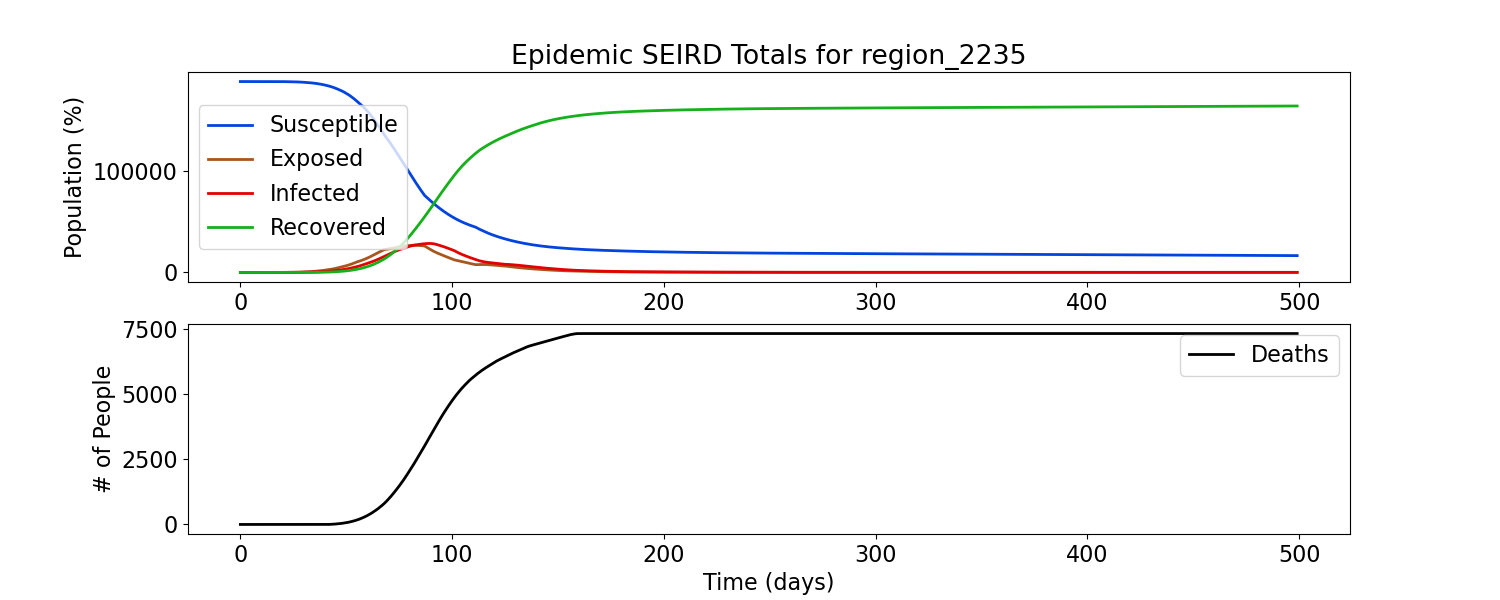 Epidemic SEIRD Totals for region_2235
Population (%)
100000
0
Susceptible
Exposed
Infected
Recovered
0 100 200 300 400 500
# of People
7500
5000
2500
0
Deaths
0 100 200 300 400 500
Time (days)